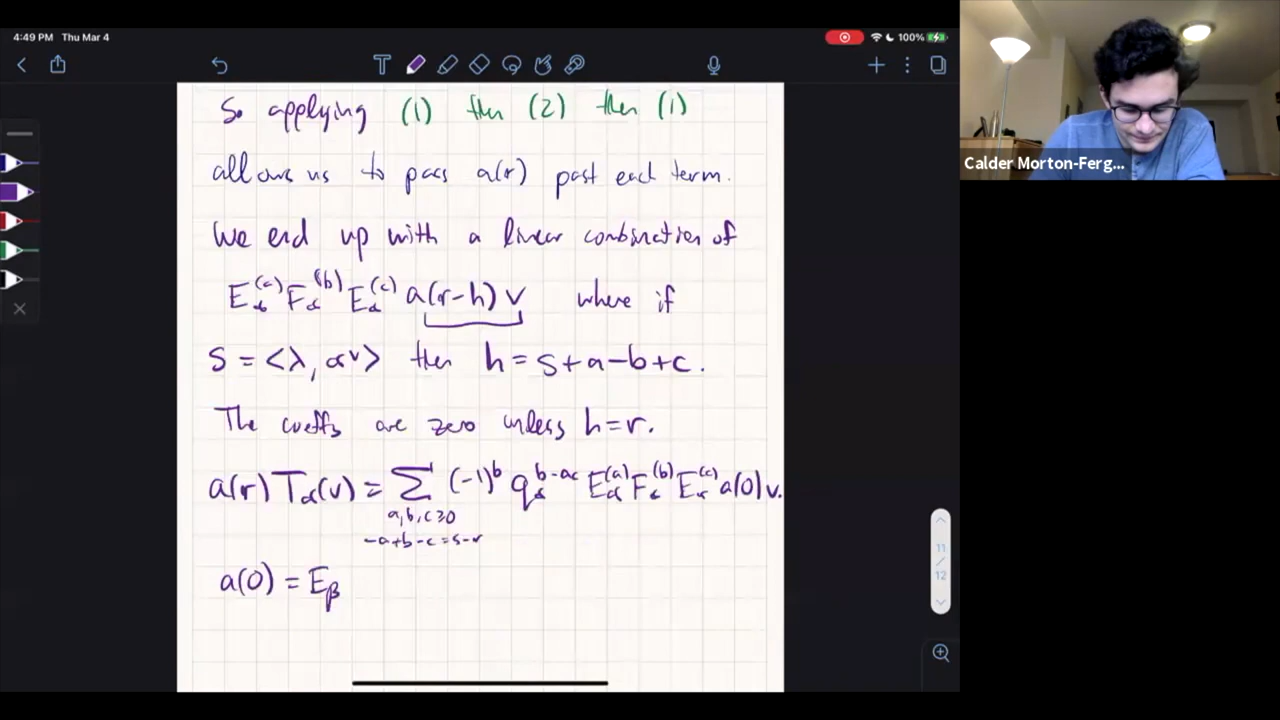 4:49 PM Thu Mar 4
100%
So applying (1) then (2) then (1)
allows us to pass a(r) past each term.
We end up with a linear combination of
E_α^(a) F_α^(b) E_α^(c) a(r-h) v where if
s = <λ, α^∨> then h = s+a-b+c.
The coeffs are zero unless h=r.
a(r) T_α(v) = Σ (-1)^b q_α^{b-ac} E_α^(a) F_α^(b) E_α^(c) a(0) v.
a,b,c≥0
-a+b-c=s-r
a(0) = E_β
11
/
12
Calder Morton-Ferg...